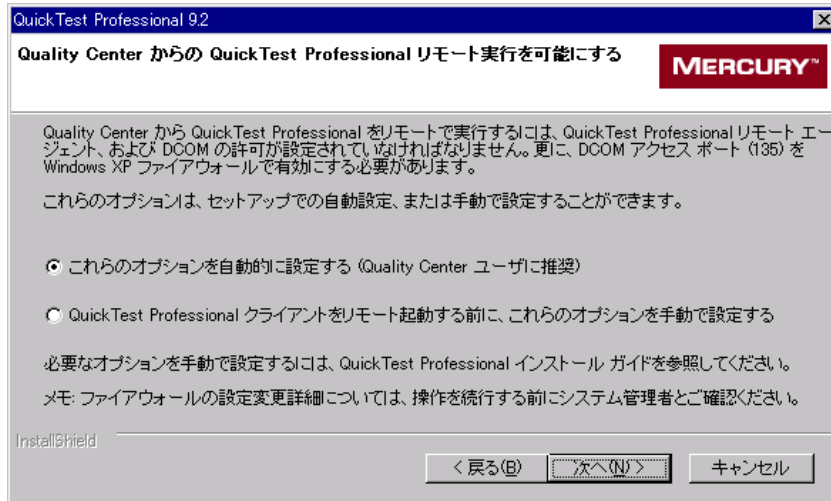 QuickTest Professional 9.2
Quality Center からの QuickTest Professional リモート実行を可能にする
MERCURY™
Quality Center から QuickTest Professional をリモートで実行するには、QuickTest Professional リモート エー
ジェント、および DCOM の許可が設定されていなければなりません。更に、DCOM アクセス ポート (135) を
Windows XP ファイアウォールで有効にする必要があります。
これらのオプションは、セットアップでの自動設定、または手動で設定することができます。
これらのオプションを自動的に設定する (Quality Center ユーザに推奨)
QuickTest Professional クライアントをリモート起動する前に、これらのオプションを手動で設定する
必要なオプションを手動で設定するには、QuickTest Professional インストール ガイドを参照してください。
メモ: ファイアウォールの設定変更詳細については、操作を続行する前にシステム管理者とご確認ください。
InstallShield
< 戻る(B)
次へ(N) >
キャンセル